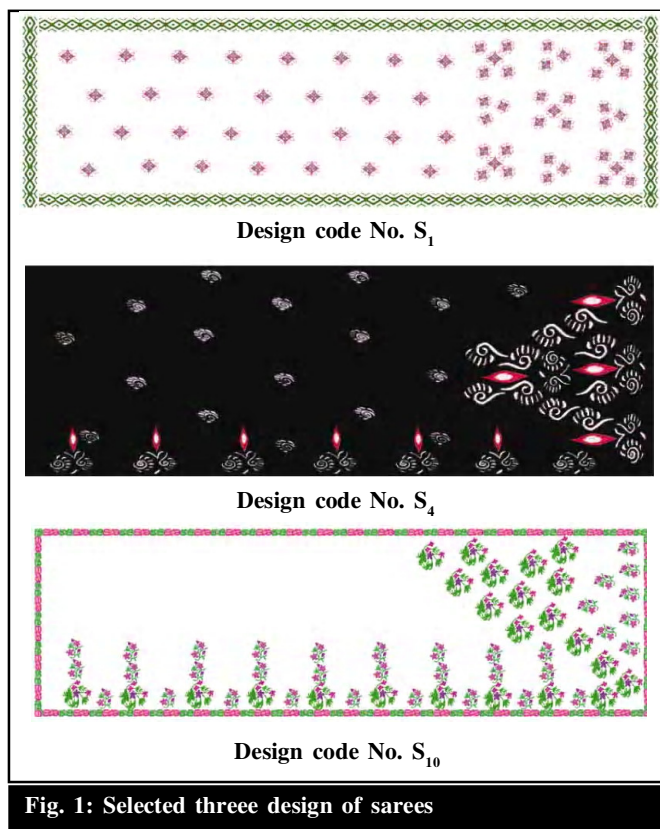 Design code No. S₁
Design code No. S₄
Design code No. S₁₀
Fig. 1: Selected threee design of sarees